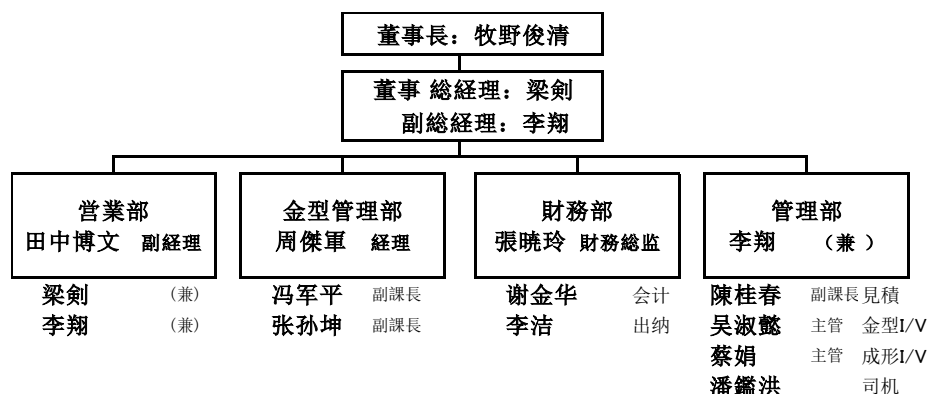 董事長：牧野俊清
董事 総経理：梁剣
副総経理：李翔
営業部
田中博文 副経理
梁剣 （兼）
李翔 （兼）
金型管理部
周傑軍 経理
冯军平 副課長
张孙坤 副課長
財務部
張暁玲 財務総监
谢金华 会计
李洁 出纳
管理部
李翔 （兼 ）
陳桂春 副課長 見積
吴淑懿 主管 金型I/V
蔡娟 主管 成形I/V
潘鑑洪 司机